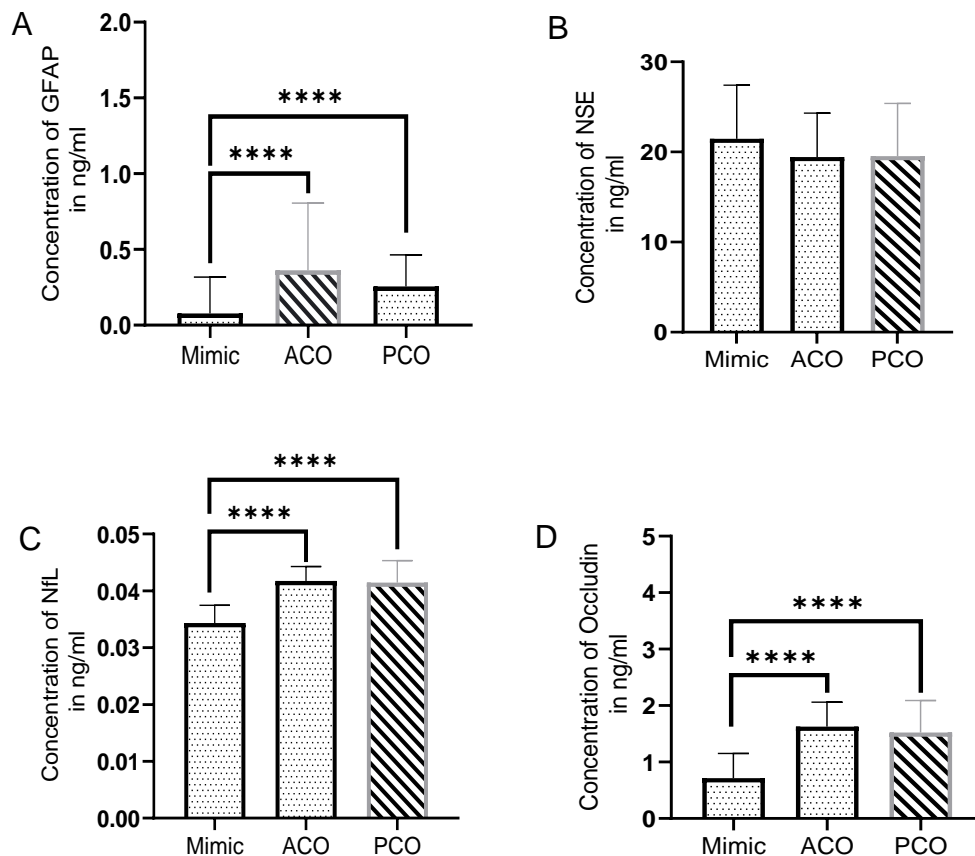 A
Concentration of GFAP
in ng/ml
2.0
1.5
1.0
0.5
0.0
****
****
Mimic ACO PCO
B
Concentration of NSE
in ng/ml
30
20
10
0
Mimic ACO PCO
C
Concentration of NfL
in ng/ml
0.05
0.04
0.03
0.02
0.01
0.00
****
****
Mimic ACO PCO
D
Concentration of Occludin
in ng/ml
5
4
3
2
1
0
****
****
Mimic ACO PCO